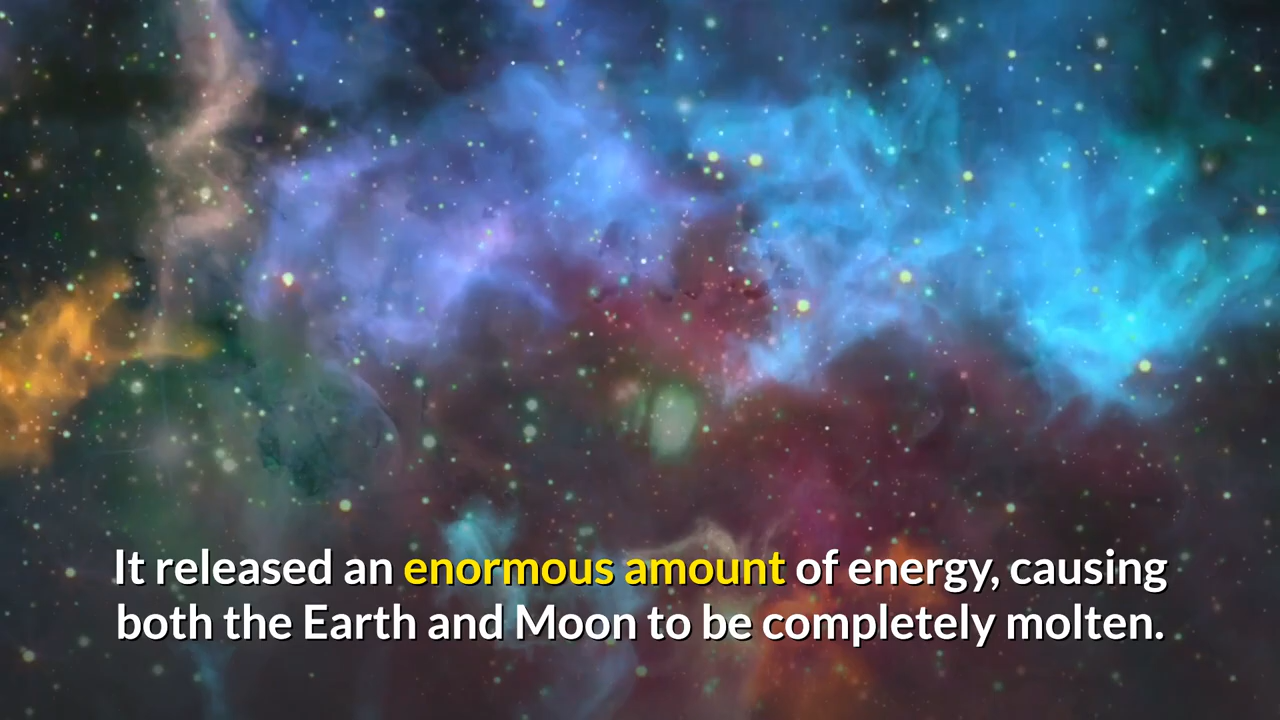 It released an enormous amount of energy, causing
both the Earth and Moon to be completely molten.